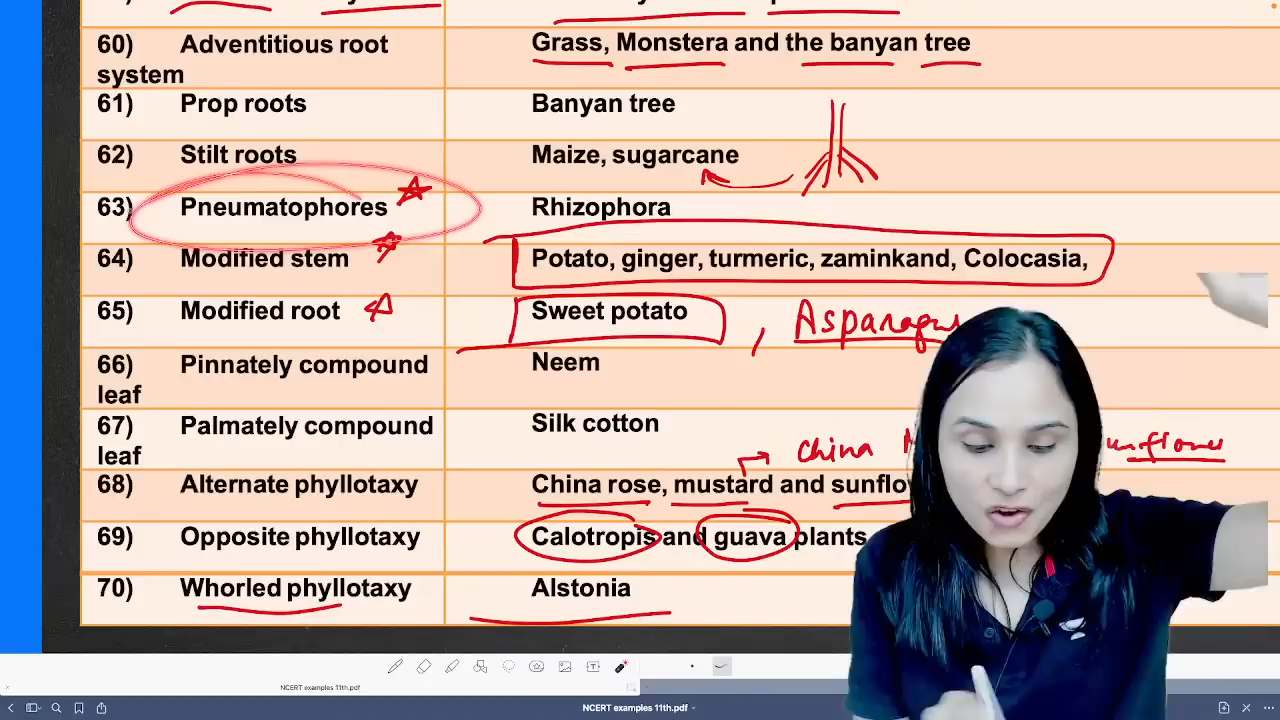 60) Adventitious root system Grass, Monstera and the banyan tree
61) Prop roots Banyan tree
62) Stilt roots Maize, sugarcane
63) Pneumatophores Rhizophora
64) Modified stem Potato, ginger, turmeric, zaminkand, Colocasia,
65) Modified root Sweet potato , Asparagus
66) Pinnately compound leaf Neem
67) Palmately compound leaf Silk cotton
China
68) Alternate phyllotaxy China rose, mustard and
69) Opposite phyllotaxy Calotropis and guava plants
70) Whorled phyllotaxy Alstonia
NCERT examples 11th.pdf
NCERT examples 11th.pdf